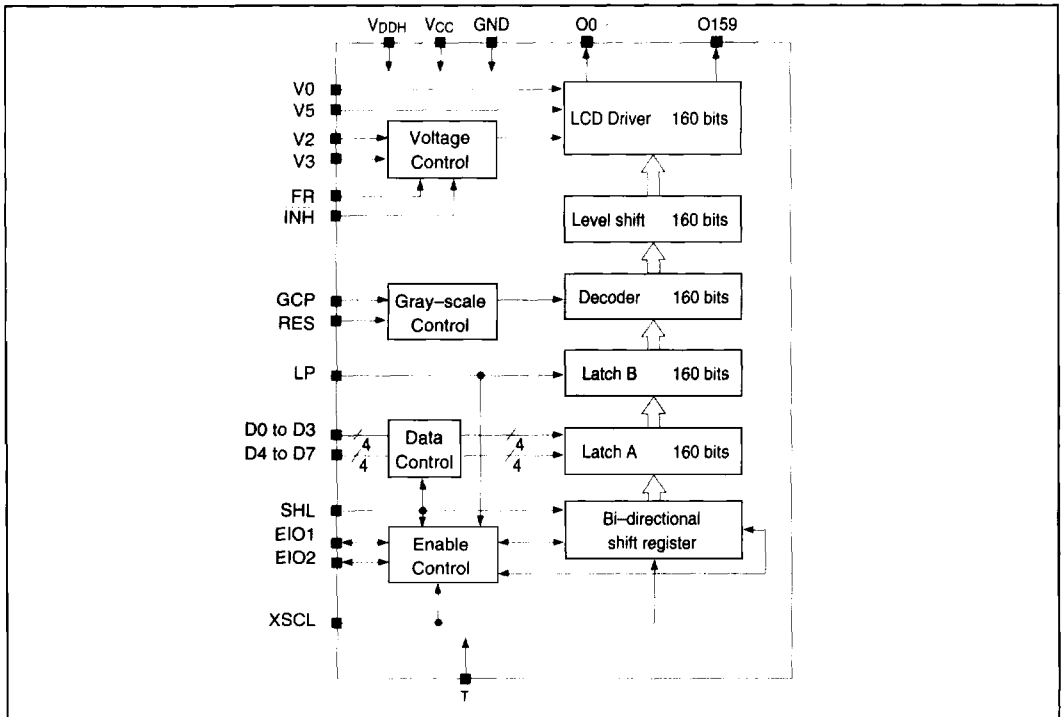 VDDH VCC GND O0 O159
V0
V5
LCD Driver 160 bits
V2
V3
Voltage
Control
FR
INH
Level shift 160 bits
GCP
RES
Gray-scale
Control
Decoder 160 bits
LP
Latch B 160 bits
D0 to D3
D4 to D7
4
4
Data
Control
4
4
Latch A 160 bits
SHL
EIO1
EIO2
Enable
Control
Bi-directional
shift register
XSCL
T